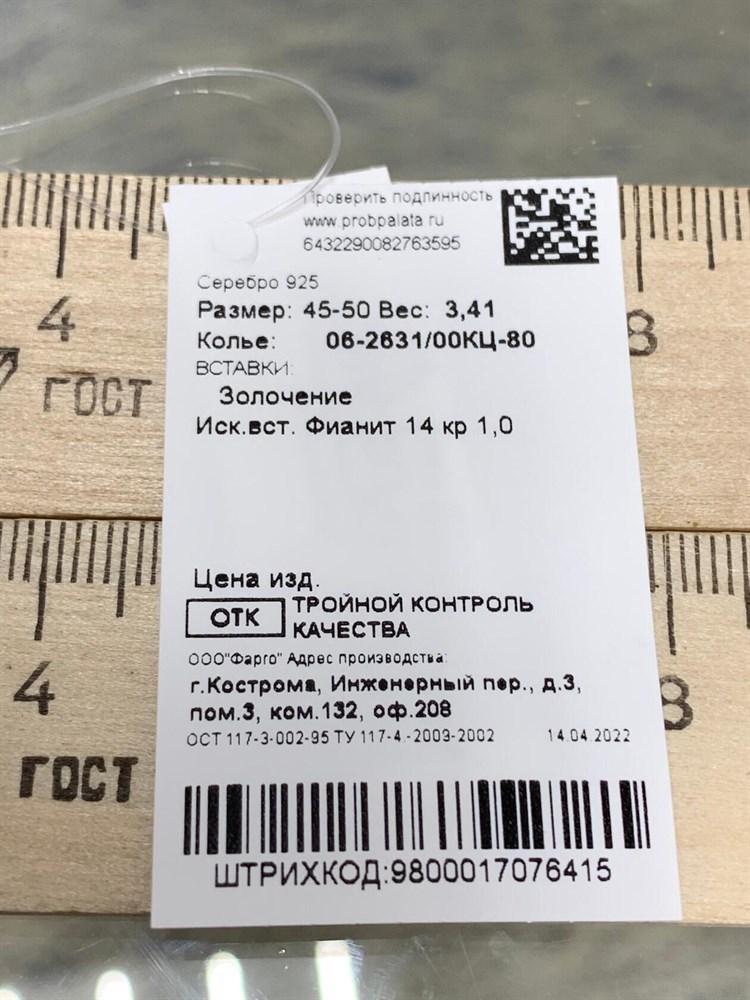 Проверить подлинность
www.probpalata ru
6432290082763595
Серебро 925
Размер: 45-50 Вес: 3,41
Колье: 06-2631/00КЦ-80
ВСТАВКИ:
Золочение
Иск.вст. Фианит 14 кр 1,0
Цена изд.
ОТК ТРОЙНОЙ КОНТРОЛЬ
КАЧЕСТВА
ООО"Фарго" Адрес производства:
г.Кострома, Инженерный пер., д.3,
пом.3, ком.132, оф.208
ОСТ 117-3-002-95 ТУ 117-4.-2009-2002 14.04.2022
ШТРИХКОД:9800017076415
4
8
ГОСТ
4
8
ГОСТ